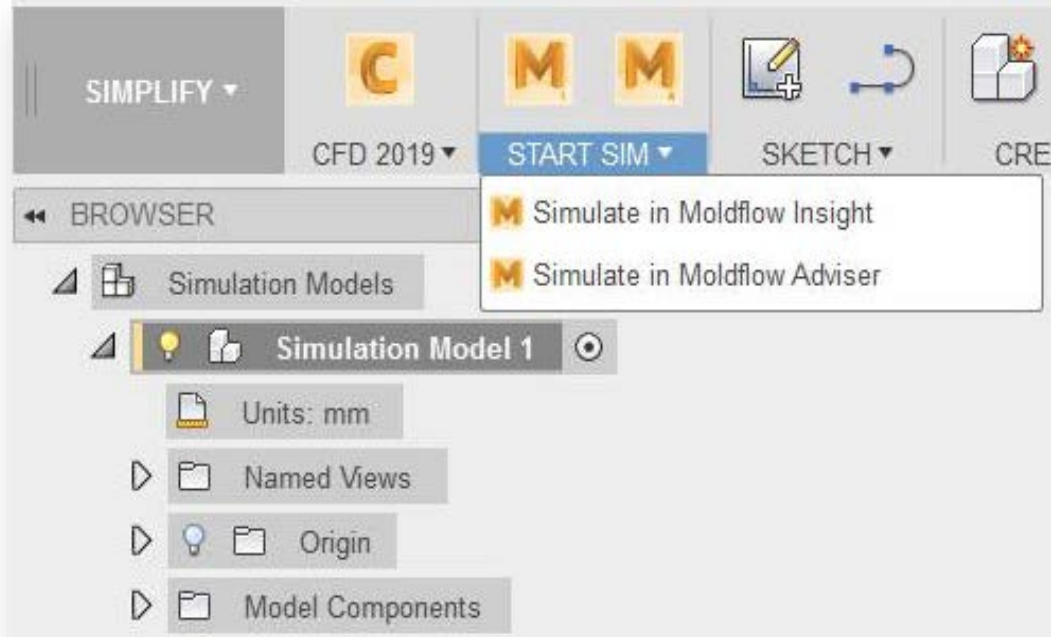 SIMPLIFY
CFD 2019
START SIM
SKETCH
CRE
BROWSER
Simulate in Moldflow Insight
Simulate in Moldflow Adviser
Simulation Models
Simulation Model 1
Units: mm
Named Views
Origin
Model Components